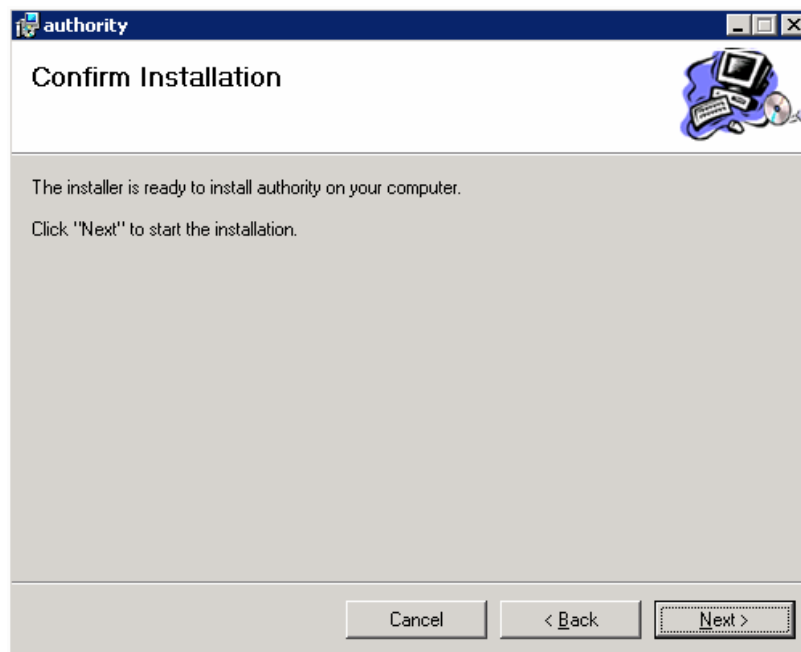 authority
Confirm Installation
The installer is ready to install authority on your computer.
Click "Next" to start the installation.
Cancel
< Back
Next >